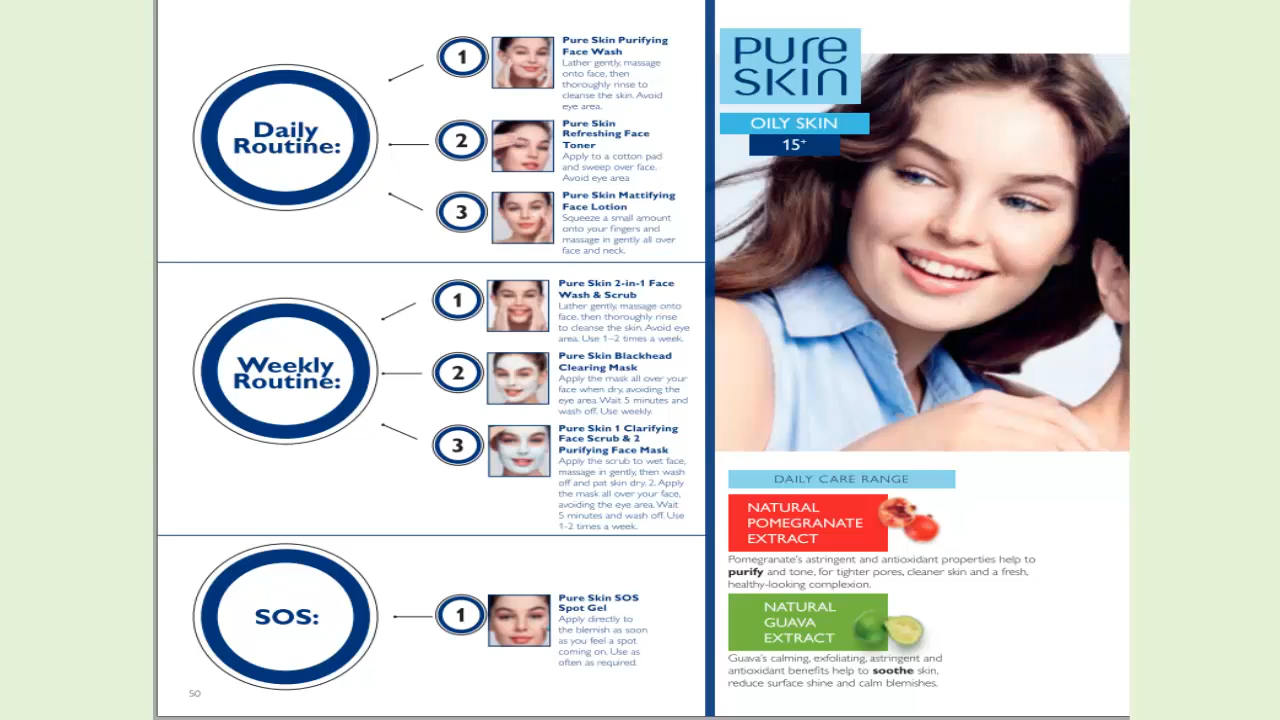 Daily
Routine:
1
Pure Skin Purifying
Face Wash
Lather gently, massage
onto face, then
thoroughly rinse to
cleanse the skin. Avoid
eye area.
2
Pure Skin
Refreshing Face
Toner
Apply to a cotton pad
and sweep over face.
Avoid eye area
3
Pure Skin Mattifying
Face Lotion
Squeeze a small amount
onto your fingers and
massage in gently all over
face and neck.
Weekly
Routine:
1
Pure Skin 2-in-1 Face
Wash & Scrub
Lather gently, massage onto
face, then thoroughly rinse
to cleanse the skin. Avoid eye
area. Use 1–2 times a week.
2
Pure Skin Blackhead
Clearing Mask
Apply the mask all over your
face when dry, avoiding the
eye area. Wait 5 minutes and
wash off. Use weekly.
3
Pure Skin 1 Clarifying
Face Scrub & 2
Purifying Face Mask
Apply the scrub to wet face,
massage in gently, then wash
off and pat skin dry. 2. Apply
the mask all over your face,
avoiding the eye area. Wait
5 minutes and wash off. Use
1-2 times a week.
SOS:
1
Pure Skin SOS
Spot Gel
Apply directly to
the blemish as soon
as you feel a spot
coming on. Use as
often as required.
50
PURE
SKIN
OILY SKIN
15+
DAILY CARE RANGE
NATURAL
POMEGRANATE
EXTRACT
Pomegranate's astringent and antioxidant properties help to
purify and tone, for tighter pores, cleaner skin and a fresh,
healthy-looking complexion.
NATURAL
GUAVA
EXTRACT
Guava's calming, exfoliating, astringent and
antioxidant benefits help to soothe skin,
reduce surface shine and calm blemishes.